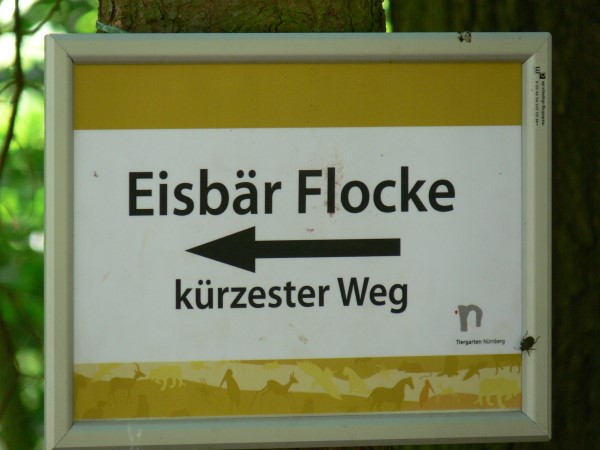 Eisbär Flocke
kürzester Weg
n
Tiergarten Nürnberg